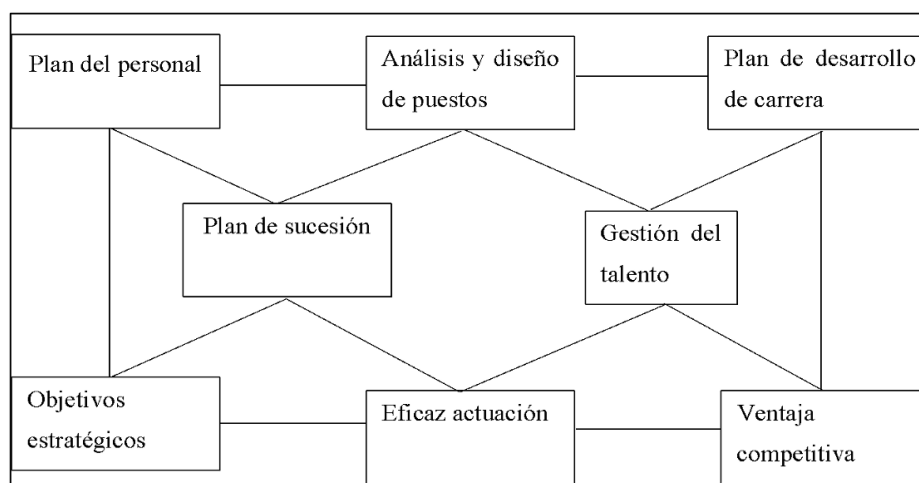 Plan del personal
Análisis y diseño
de puestos
Plan de desarrollo
de carrera
Plan de sucesión
Gestión del
talento
Objetivos
estratégicos
Eficaz actuación
Ventaja
competitiva